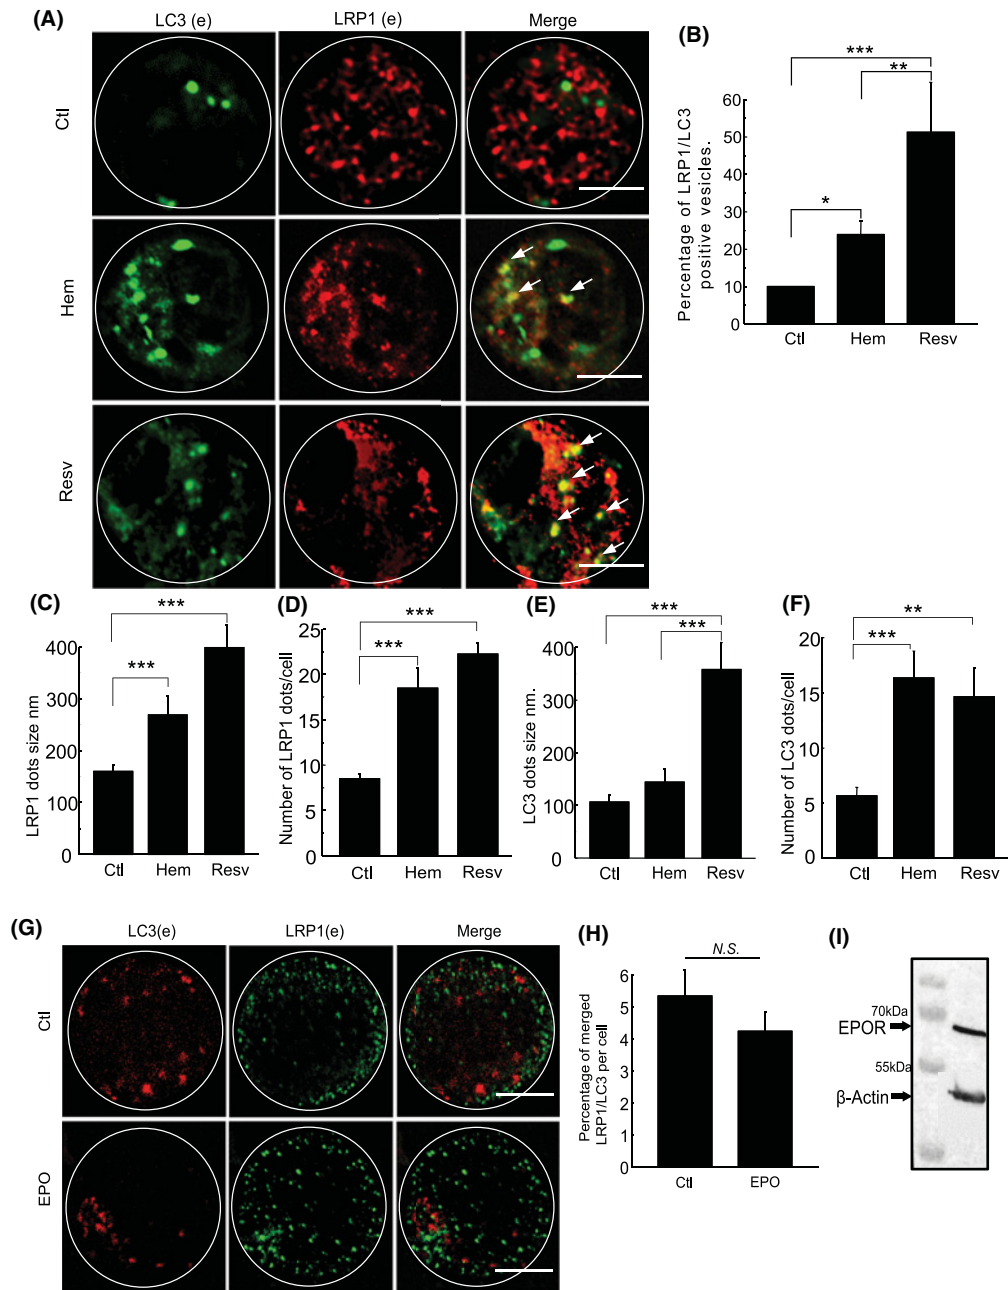 (A)
LC3 (e)
LRP1 (e)
Merge
Ctl
Hem
Resv
(B)
***
**
*
Percentage of LRP1/LC3
positive vesicles.
60
50
40
30
20
10
0
Ctl
Hem
Resv
(C)
***
***
LRP1 dots size nm
400
300
200
100
0
Ctl
Hem
Resv
(D)
***
***
Number of LRP1 dots/cell
25
20
15
10
5
0
Ctl
Hem
Resv
(E)
***
***
LC3 dots size nm.
400
300
200
100
0
Ctl
Hem
Resv
(F)
**
***
Number of LC3 dots/cell
20
15
10
5
0
Ctl
Hem
Resv
(G)
LC3(e)
LRP1(e)
Merge
Ctl
EPO
(H)
N.S.
Percentage of merged
LRP1/LC3 per cell
6
5
4
3
2
1
0
Ctl
EPO
(I)
70kDa
EPOR
55kDa
β-Actin